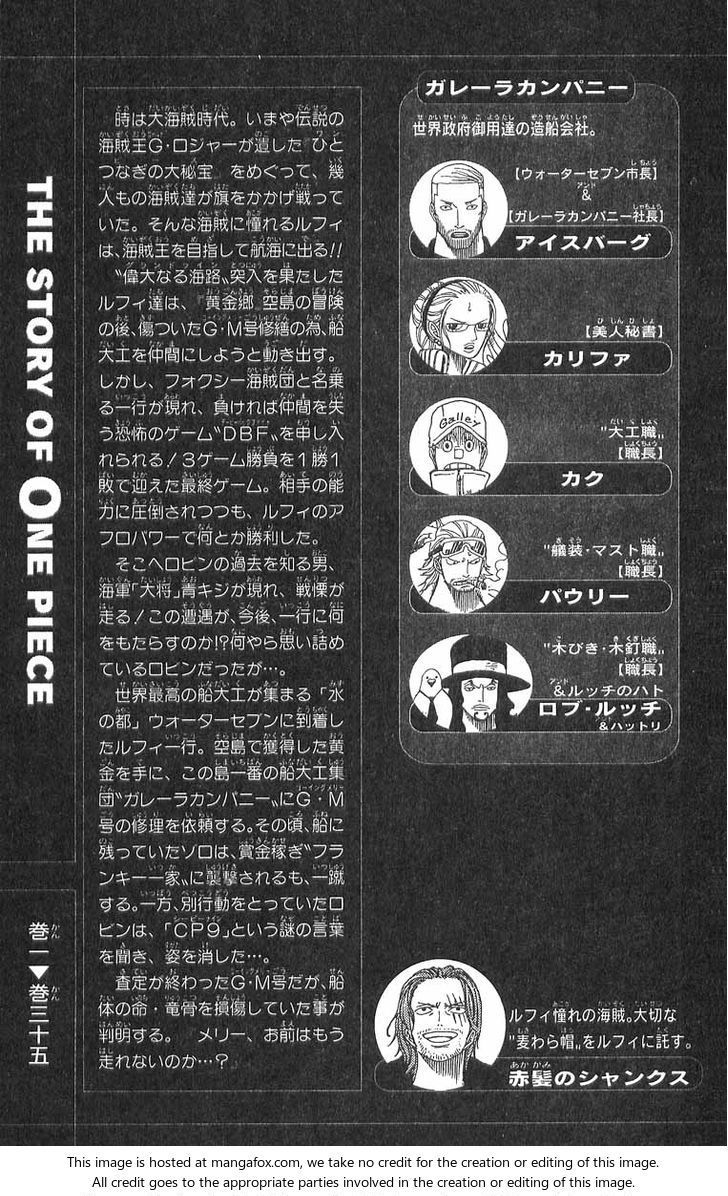 THE STORY OF ONE PIECE
巻一▼巻三十五
時は大海賊時代。いまや伝説の
海賊王G・ロジャーが遺した『ひと
つなぎの大秘宝』をめぐって、幾
人もの海賊達が旗をかかげ戦って
いた。そんな海賊に憧れるルフィ
は、海賊王を目指して航海に出る!!
〝偉大なる海路〟突入を果たした
ルフィ達は、『黄金郷』空島の冒険
の後、傷ついたG・M号修繕の為、船
大工を仲間にしようと動き出す。
しかし、フォクシー海賊団と名乗
る一行が現れ、負ければ仲間を失
う恐怖のゲーム〝DBF〟を申し入
れられる!3ゲーム勝負を1勝1
敗で迎えた最終ゲーム。相手の能
力に圧倒されつつも、ルフィのア
フロパワーで何とか勝利した。
そこへロビンの過去を知る男、
海軍「大将」青キジが現れ、戦慄が
走る!この遭遇が、今後、一行に何
をもたらすのか!?何やら思い詰め
ているロビンだったが…。
世界最高の船大工が集まる「水
の都」ウォーターセブンに到着し
たルフィ一行。空島で獲得した黄
金を手に、この島一番の船大工集
団〝ガレーラカンパニー〟にG・M
号の修理を依頼する。その頃、船に
残っていたゾロは、賞金稼ぎ〝フラ
ンキー一家〟に襲撃されるも、一蹴
する。一方、別行動をとっていたロ
ビンは、「CP9」という謎の言葉
を聞き、姿を消した…。
査定が終わったG・M号だが、船
体の命・竜骨を損傷していた事が
判明する。 メリー、お前はもう
走れないのか…?
ガレーラカンパニー
世界政府御用達の造船会社。
【ウォーターセブン市長】
&
【ガレーラカンパニー社長】
アイスバーグ
【美人秘書】
カリファ
Galley
〝大工職〟
【職長】
カク
〝艤装・マスト職〟
【職長】
パウリー
〝木びき・木釘職〟
【職長】
&ルッチのハト
ロブ・ルッチ
&ハットリ
ルフィ憧れの海賊。大切な
〝麦わら帽〟をルフィに託す。
赤髪のシャンクス
This image is hosted at mangafox.com, we take no credit for the creation or editing of this image.
All credit goes to the appropriate parties involved in the creation or editing of this image.